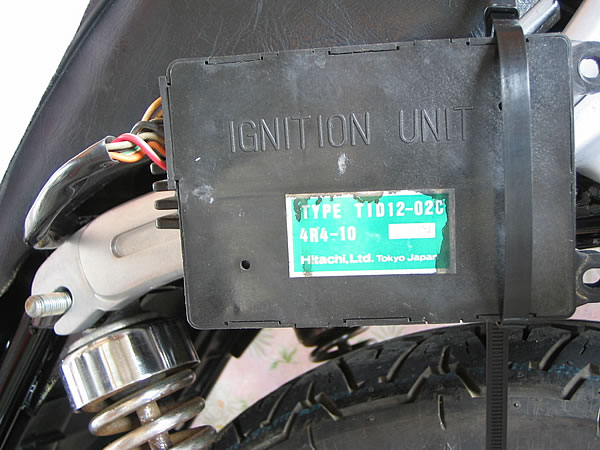 IGNITION UNIT
TYPE TID12-02C
4R4-10
Hitachi, Ltd. Tokyo Japan